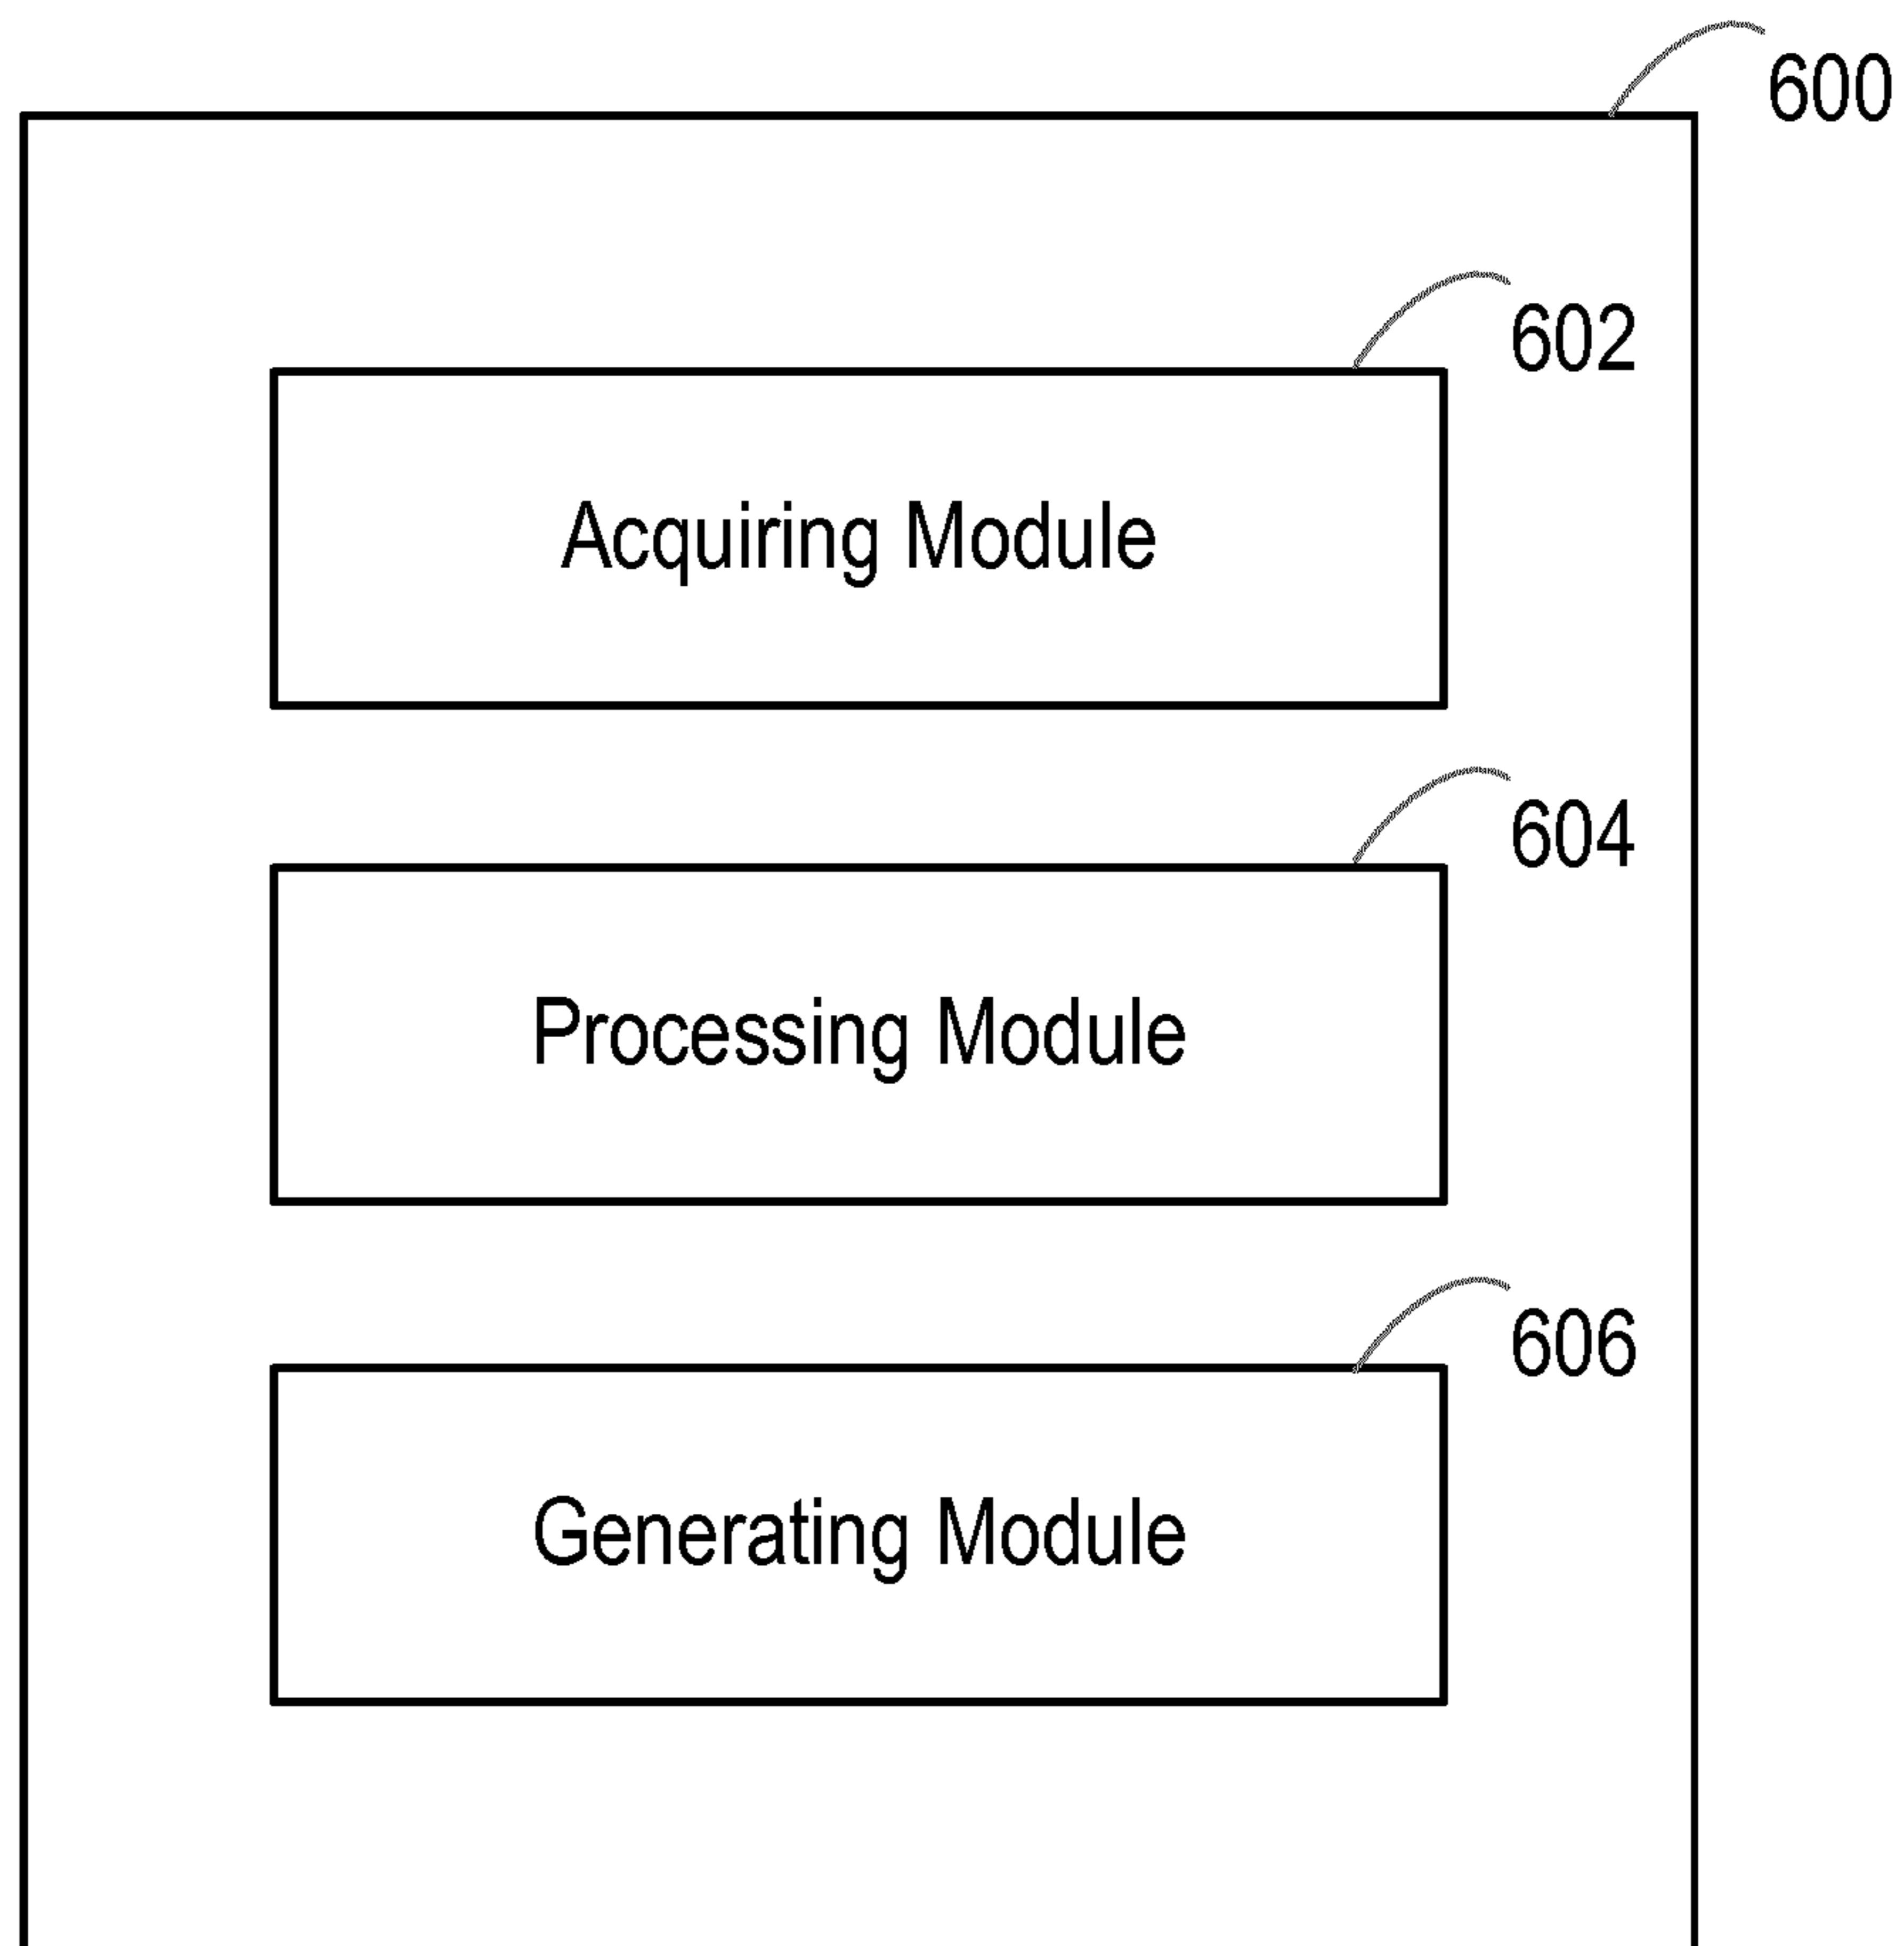 600
602
Acquiring Module
604
Processing Module
606
Generating Module